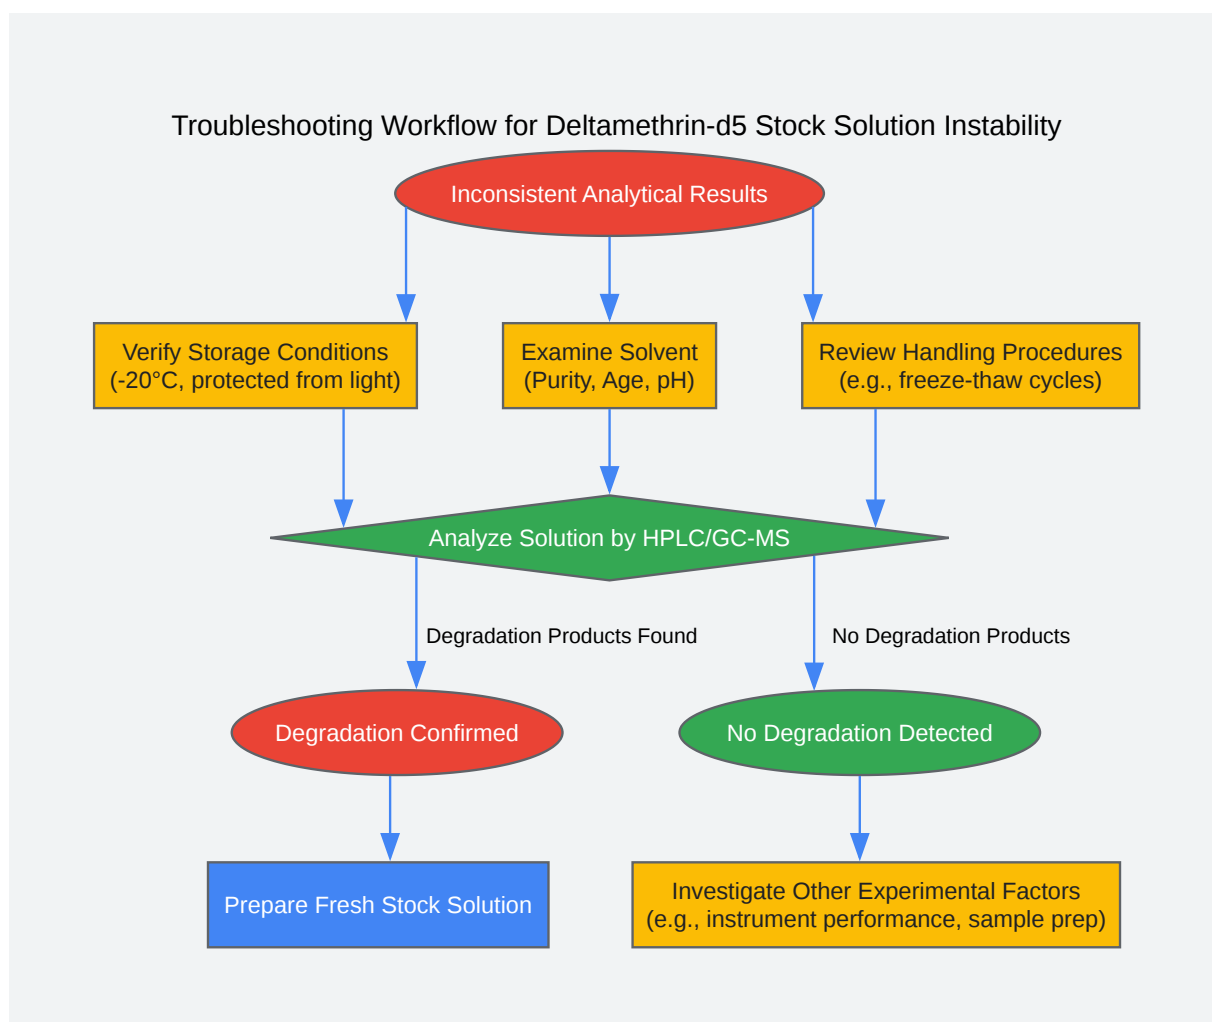 Troubleshooting Workflow for Deltamethrin-d5 Stock Solution Instability
Inconsistent Analytical Results
Verify Storage Conditions
(-20°C, protected from light)
Examine Solvent
(Purity, Age, pH)
Review Handling Procedures
(e.g., freeze-thaw cycles)
Analyze Solution by HPLC/GC-MS
Degradation Products Found
No Degradation Products
Degradation Confirmed
No Degradation Detected
Prepare Fresh Stock Solution
Investigate Other Experimental Factors
(e.g., instrument performance, sample prep)